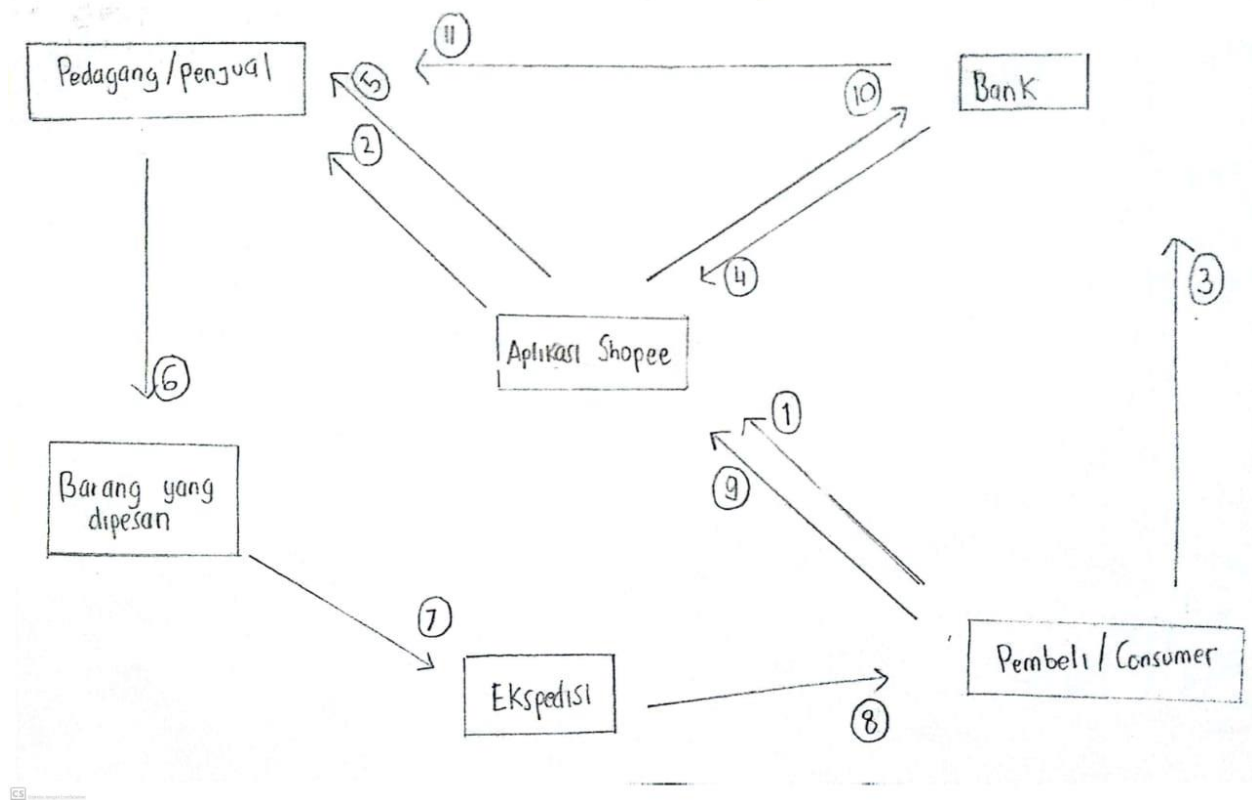 11
Pedagang/penjual
5
10
Bank
2
4
3
Aplikasi Shopee
6
1
9
Barang yang
dipesan
7
Pembeli/Consumer
Ekspedisi
8
CS